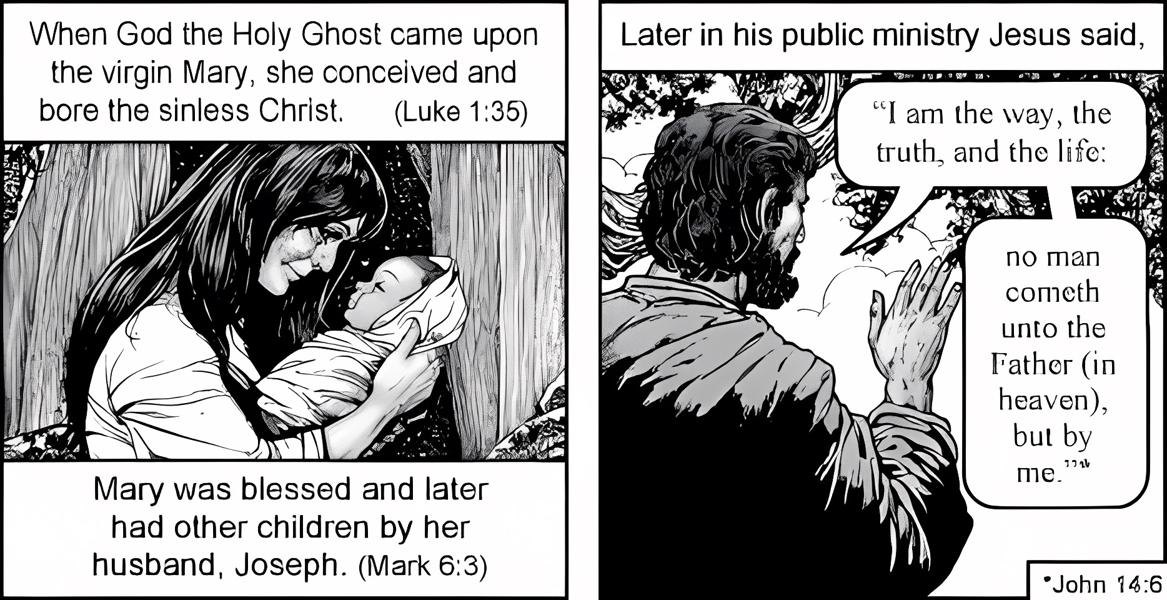 When God the Holy Ghost came upon
the virgin Mary, she conceived and
bore the sinless Christ. (Luke 1:35)
Mary was blessed and later
had other children by her
husband, Joseph. (Mark 6:3)
Later in his public ministry Jesus said,
“I am the way, the
truth, and the life:
no man
cometh
unto the
Father (in
heaven),
but by
me.”*
*John 14:6